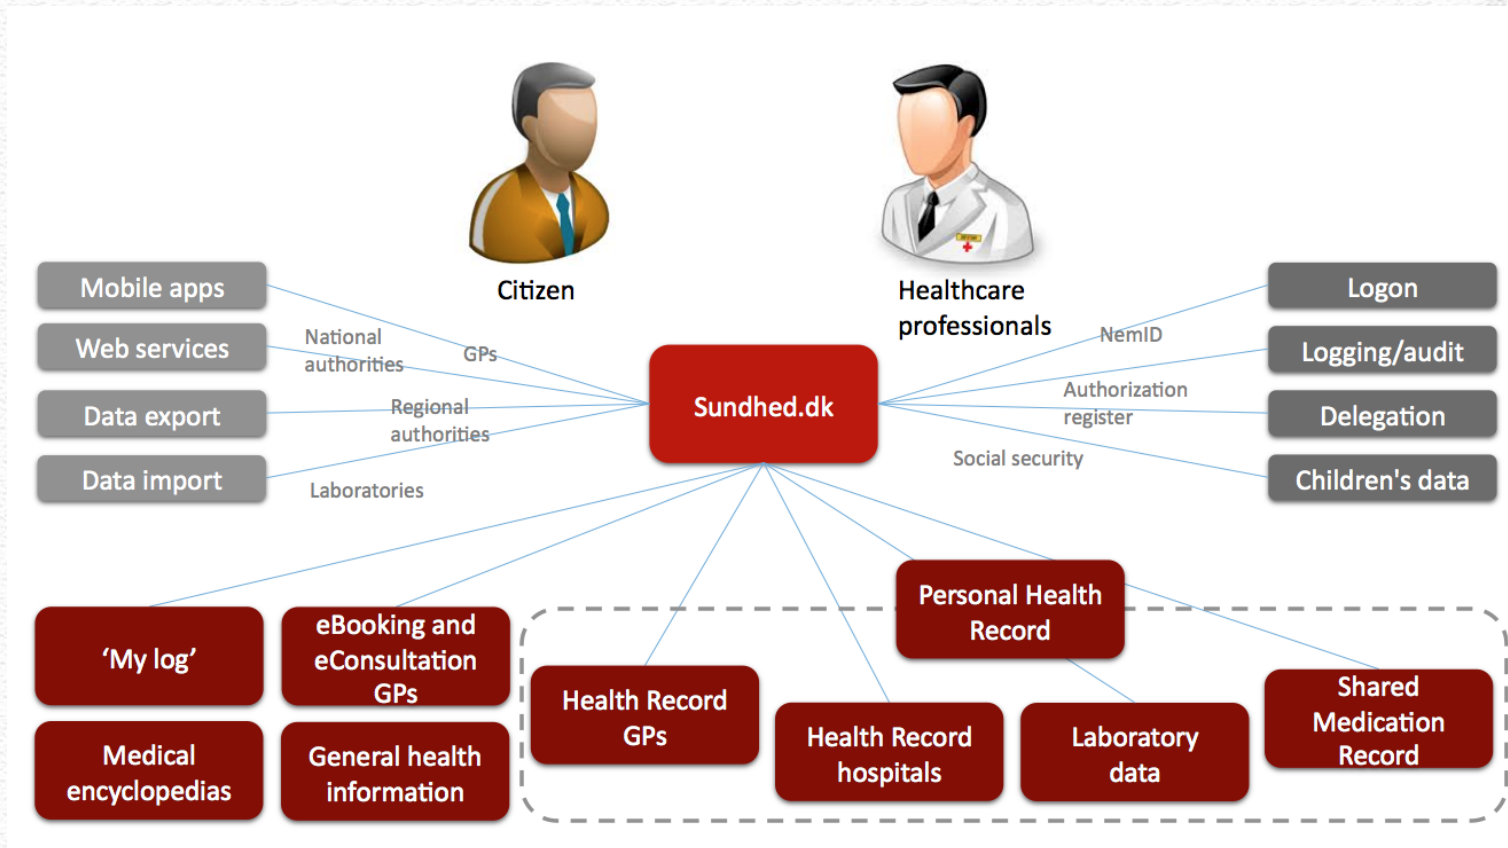 Citizen
Healthcare
professionals
Mobile apps
Web services
Data export
Data import
National
authorities
GPs
Regional
authorities
Laboratories
Sundhed.dk
NemID
Authorization
register
Social security
Logon
Logging/audit
Delegation
Children's data
‘My log’
eBooking and
eConsultation
GPs
Medical
encyclopedias
General health
information
Health Record
GPs
Health Record
hospitals
Personal Health
Record
Laboratory
data
Shared
Medication
Record